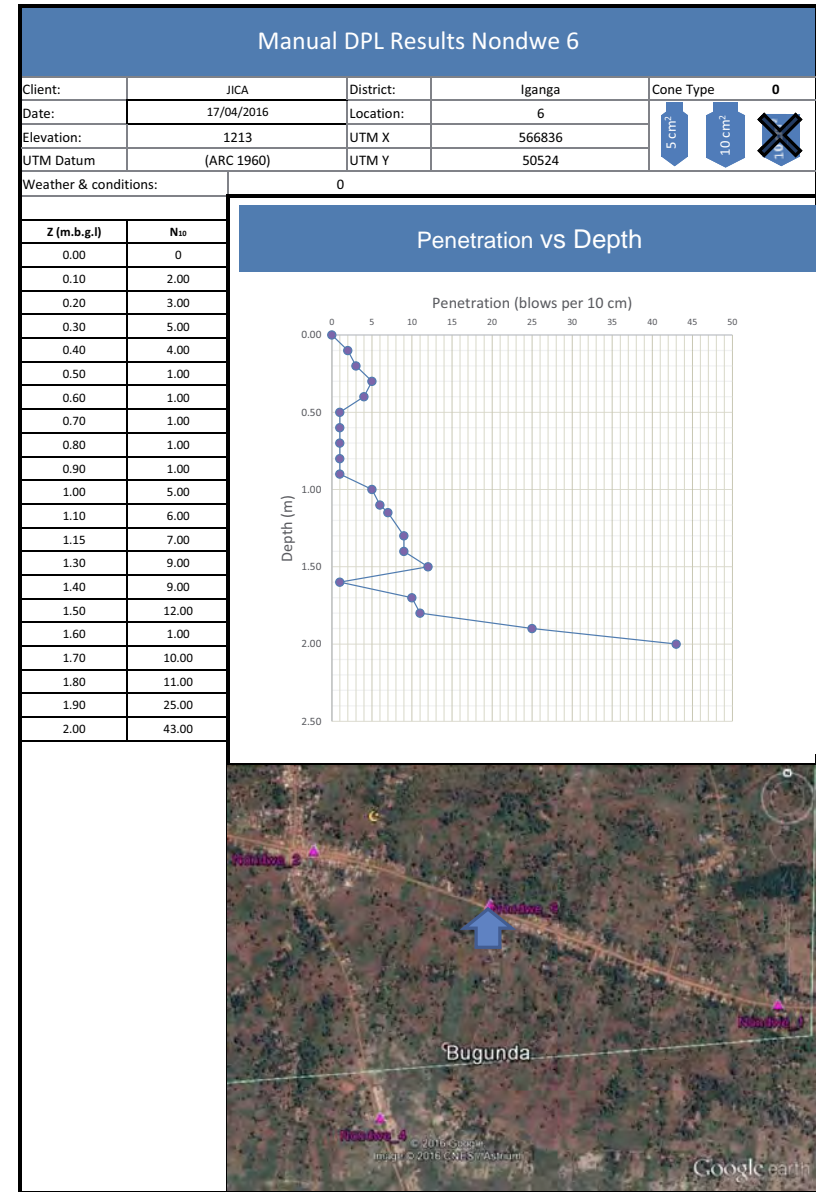 Manual DPL Results Nondwe 6
Client: JICA District: Iganga Cone Type 0
Date: 17/04/2016 Location: 6
Elevation: 1213 UTM X 566836
UTM Datum (ARC 1960) UTM Y 50524
5 cm² 10 cm²
Weather & conditions: 0
Z (m.b.g.l) N₁₀
0.00 0
0.10 2.00
0.20 3.00
0.30 5.00
0.40 4.00
0.50 1.00
0.60 1.00
0.70 1.00
0.80 1.00
0.90 1.00
1.00 5.00
1.10 6.00
1.15 7.00
1.30 9.00
1.40 9.00
1.50 12.00
1.60 1.00
1.70 10.00
1.80 11.00
1.90 25.00
2.00 43.00
Penetration vs Depth
Penetration (blows per 10 cm)
0 5 10 15 20 25 30 35 40 45 50
Depth (m)
0.00
0.50
1.00
1.50
2.00
2.50
Nondwe_2
Nondwe_6
Nondwe_1
Bugunda
Nondwe_4
© 2016 Google
Image © 2016 CNES / Astrium
Google earth